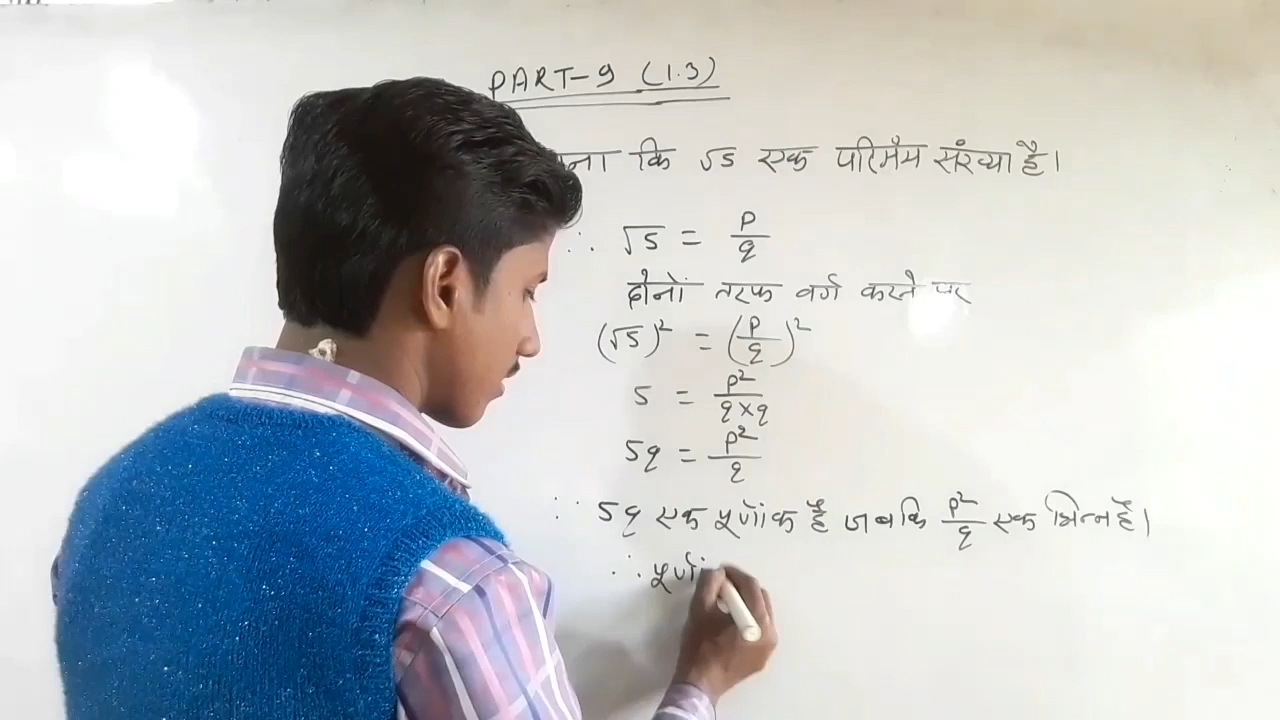 PART-9 (1.3)
कि √5 एक परिमेय संख्या है।
∴ √5 = p/q
दोनों तरफ वर्ग करने पर
(√5)² = (p/q)²
5 = p²/q×q
5q = p²/q
∵ 5q एक पूर्णांक है जबकि p²/q एक भिन्न है।
∴